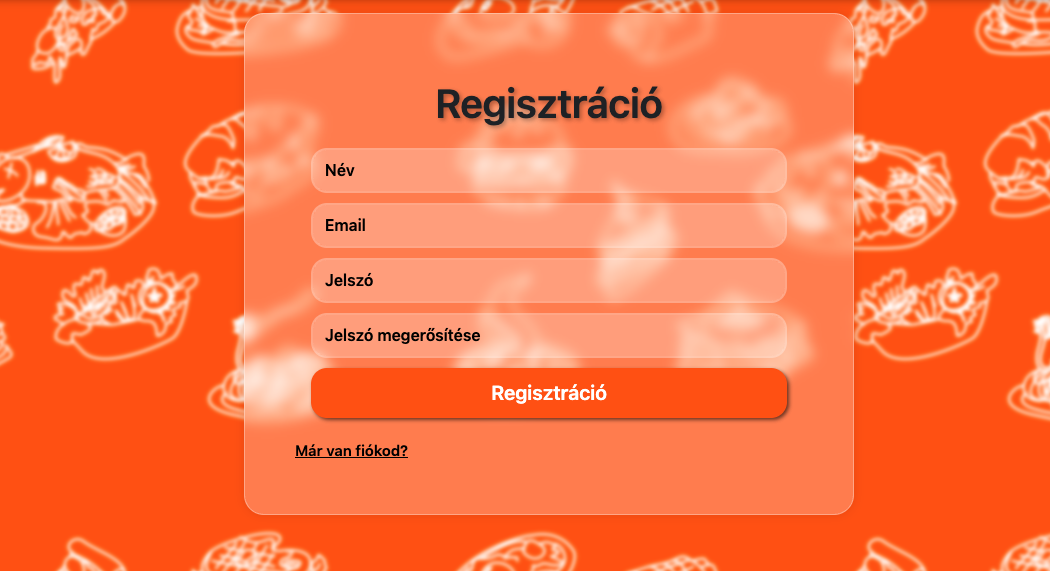 Regisztráció
Név
Email
Jelszó
Jelszó megerősítése
Regisztráció
Már van fiókod?